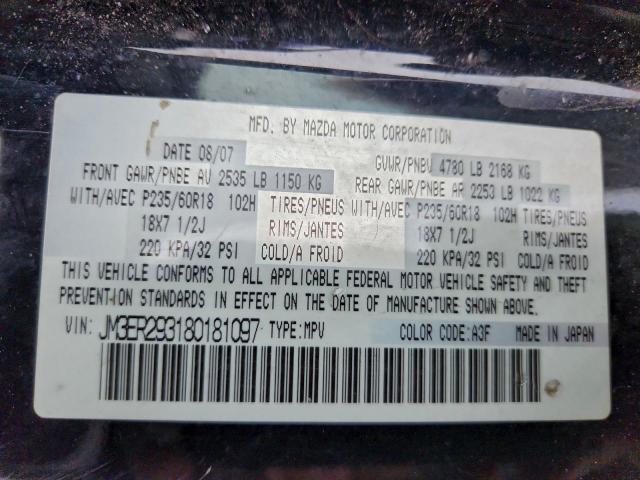 MFD. BY MAZDA MOTOR CORPORATION
DATE 08/07 GVWR/PNBV 4780 LB 2168 KG
FRONT GAWR/PNBE AV 2535 LB 1150 KG REAR GAWR/PNBE AR 2253 LB 1022 KG
WITH/AVEC P235/60R18 102H TIRES/PNEUS WITH/AVEC P235/60R18 102H TIRES/PNEUS
18X7 1/2J RIMS/JANTES 18X7 1/2J RIMS/JANTES
220 KPA/32 PSI COLD/A FROID 220 KPA/32 PSI COLD/A FROID
THIS VEHICLE CONFORMS TO ALL APPLICABLE FEDERAL MOTOR VEHICLE SAFETY AND THEFT
PREVENTION STANDARDS IN EFFECT ON THE DATE OF MANUFACTURE SHOWN ABOVE.
VIN: JM3ER293180181097 TYPE:MPV COLOR CODE:A3F MADE IN JAPAN